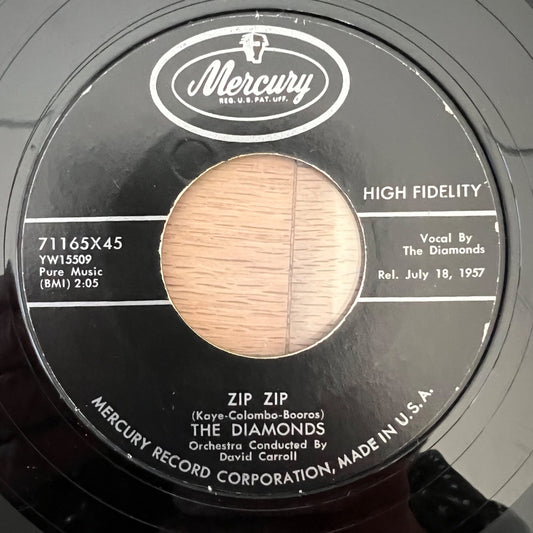 Mercury
REG. U.S. PAT. OFF.
HIGH FIDELITY
71165X45
YW15509
Pure Music
(BMI) 2:05
Vocal By
The Diamonds
Rel. July 18, 1957
ZIP ZIP
(Kaye-Colombo-Booros)
THE DIAMONDS
Orchestra Conducted By
David Carroll
MERCURY RECORD CORPORATION, MADE IN U.S.A.